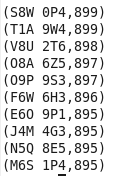 (S8W 0P4,899)
(T1A 9W4,899)
(V8U 2T6,898)
(O8A 6Z5,897)
(O9P 9S3,897)
(F6W 6H3,896)
(E6O 9P1,895)
(J4M 4G3,895)
(N5Q 8E5,895)
(M6S 1P4,895)